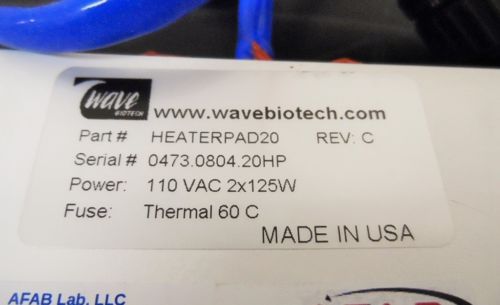 wave
BIOTECH
www.wavebiotech.com
Part # HEATERPAD20 REV: C
Serial # 0473.0804.20HP
Power: 110 VAC 2x125W
Fuse: Thermal 60 C
MADE IN USA
AFAB Lab, LLC